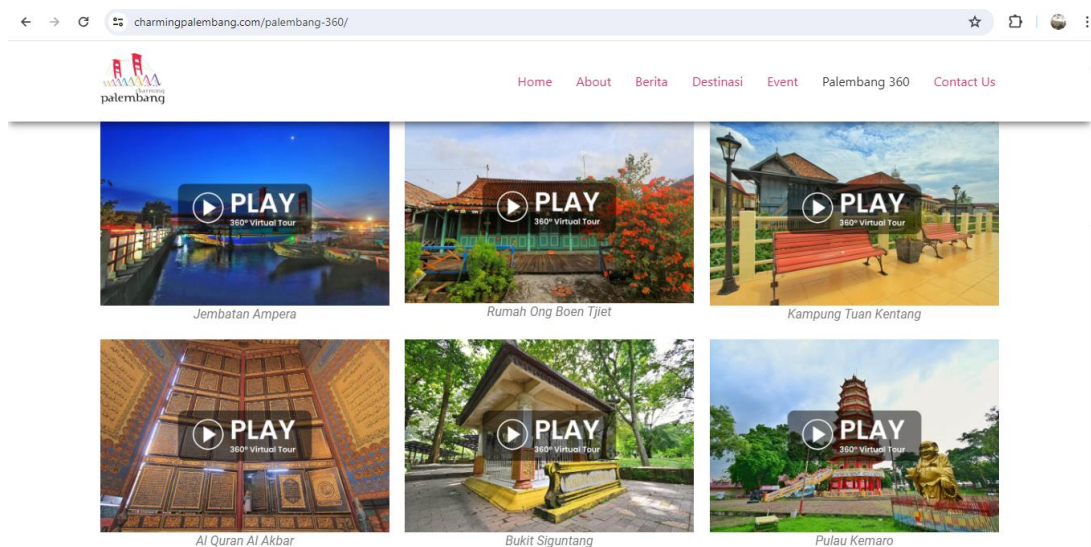 charmingpalembang.com/palembang-360/
charming
palembang
Home About Berita Destinasi Event Palembang 360 Contact Us
PLAY
360° Virtual Tour
PLAY
360° Virtual Tour
PLAY
360° Virtual Tour
Jembatan Ampera
Rumah Ong Boen Tjiet
Kampung Tuan Kentang
PLAY
360° Virtual Tour
PLAY
360° Virtual Tour
PLAY
360° Virtual Tour
Al Quran Al Akbar
Bukit Siguntang
Pulau Kemaro